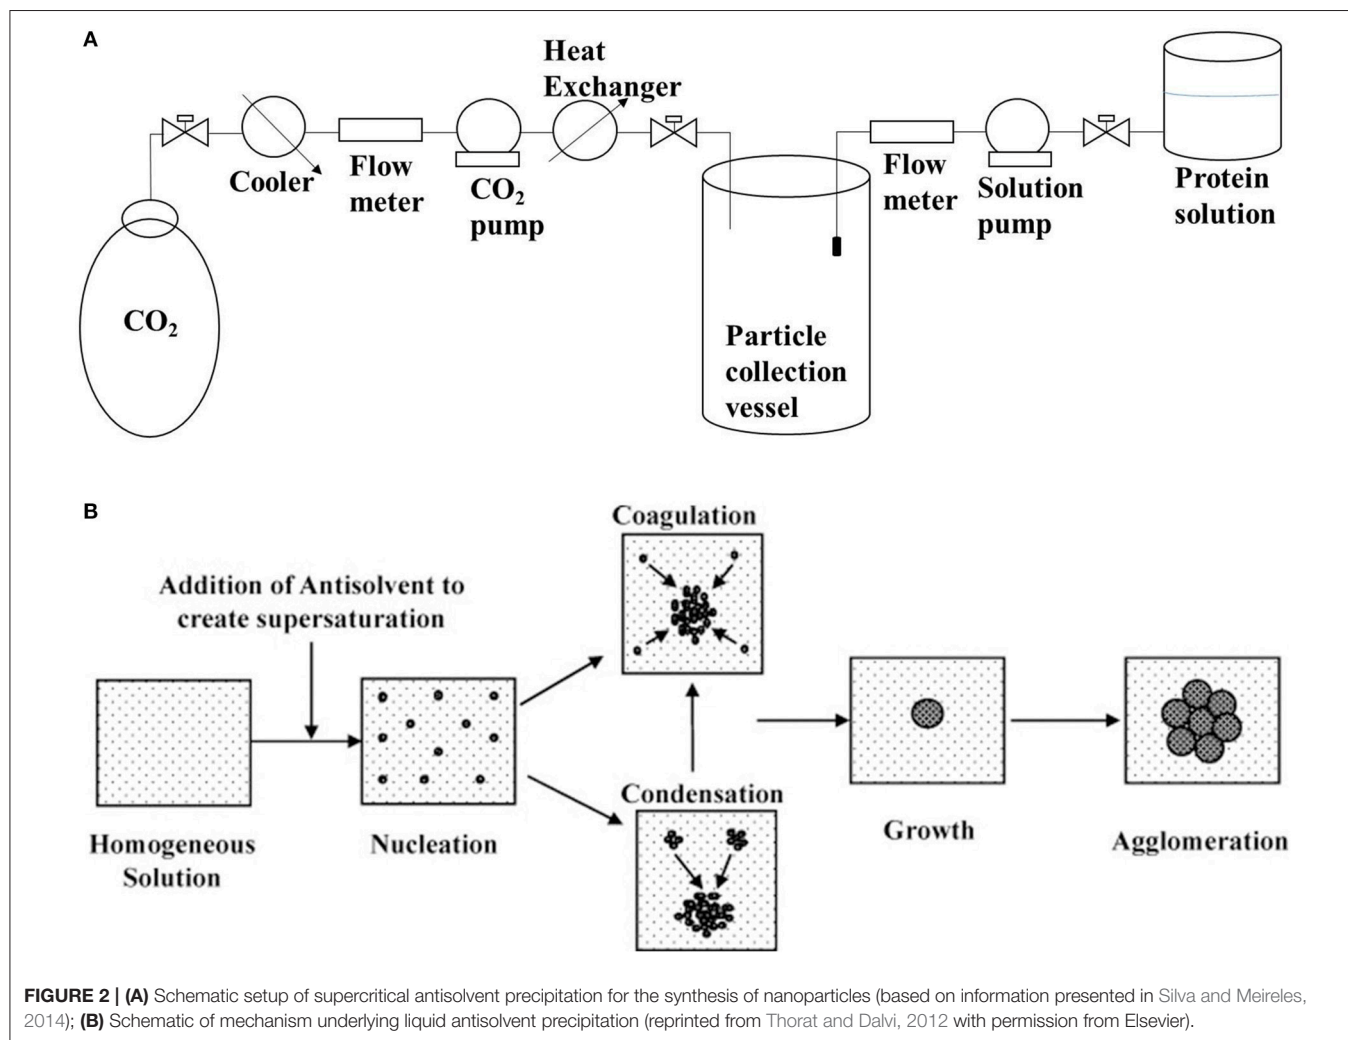 A
Heat
Exchanger
Cooler
Flow
meter
CO₂
pump
Flow
meter
Solution
pump
Protein
solution
CO₂
Particle
collection
vessel
B
Coagulation
Addition of Antisolvent to
create supersaturation
Condensation
Homogeneous
Solution
Nucleation
Growth
Agglomeration
FIGURE 2 | (A) Schematic setup of supercritical antisolvent precipitation for the synthesis of nanoparticles (based on information presented in Silva and Meireles,
2014); (B) Schematic of mechanism underlying liquid antisolvent precipitation (reprinted from Thorat and Dalvi, 2012 with permission from Elsevier).